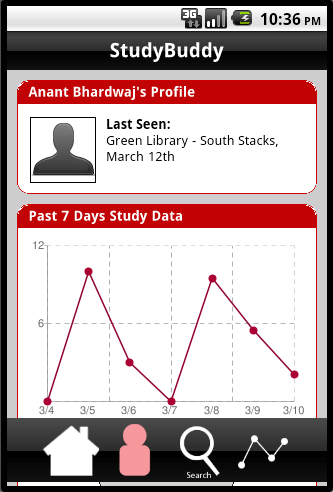 3G 10:36 PM
StudyBuddy
Anant Bhardwaj's Profile
Last Seen:
Green Library - South Stacks,
March 12th
Past 7 Days Study Data
12
6
3/4 3/5 3/6 3/7 3/8 3/9 3/10
Search